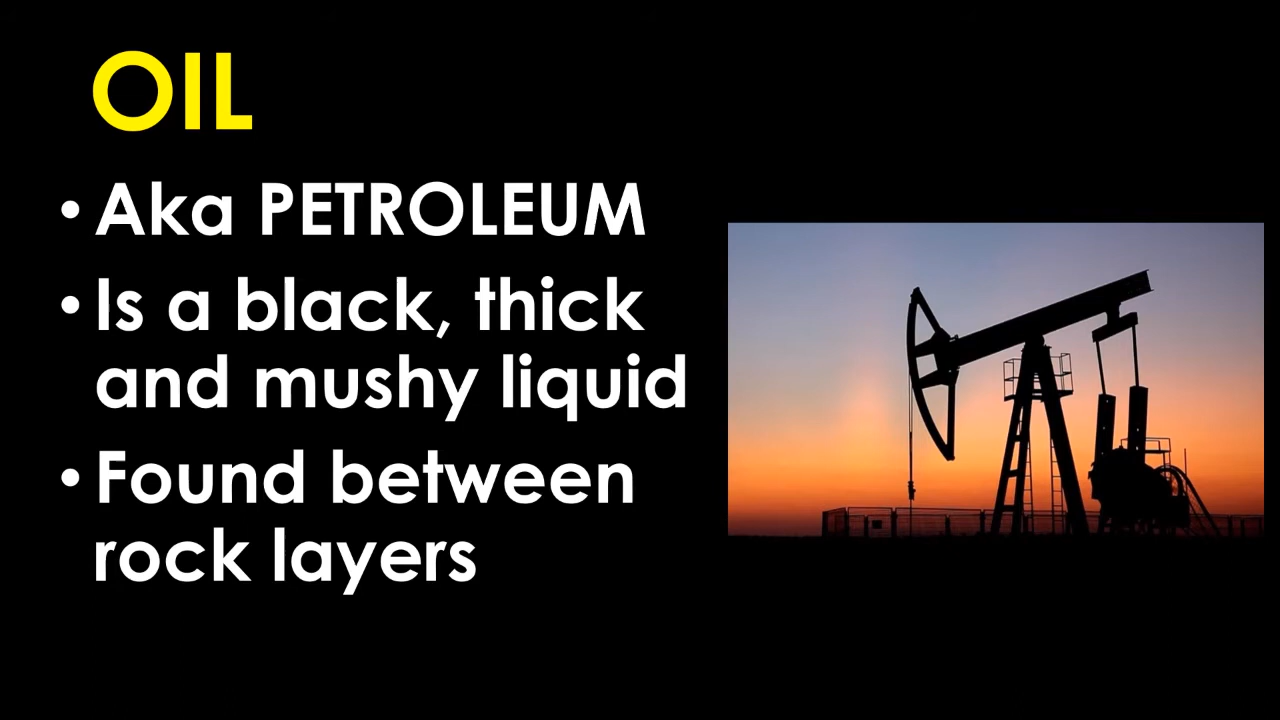 OIL
• Aka PETROLEUM
• Is a black, thick
and mushy liquid
• Found between
rock layers